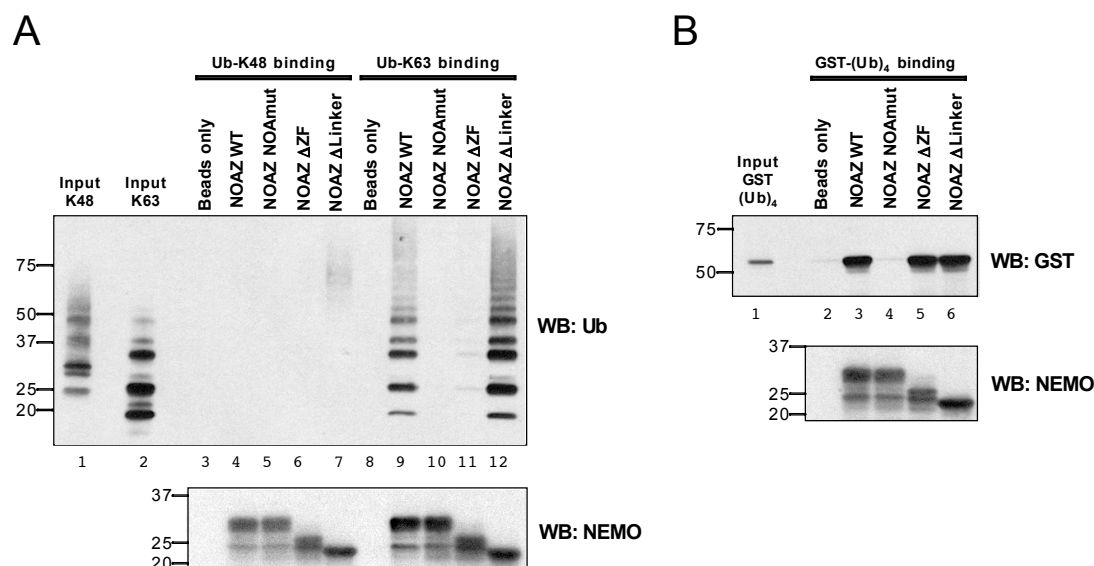 A
B
Ub-K48 binding
Ub-K63 binding
GST-(Ub)4 binding
Input K48
Input K63
Beads only
NOAZ WT
NOAZ NOAmut
NOAZ ΔZF
NOAZ ΔLinker
Beads only
NOAZ WT
NOAZ NOAmut
NOAZ ΔZF
NOAZ ΔLinker
75
50
37
25
20
WB: Ub
1 2 3 4 5 6 7 8 9 10 11 12
37
25
20
WB: NEMO
Input
GST
(Ub)4
Beads only
NOAZ WT
NOAZ NOAmut
NOAZ ΔZF
NOAZ ΔLinker
75
50
WB: GST
1 2 3 4 5 6
37
25
20
WB: NEMO